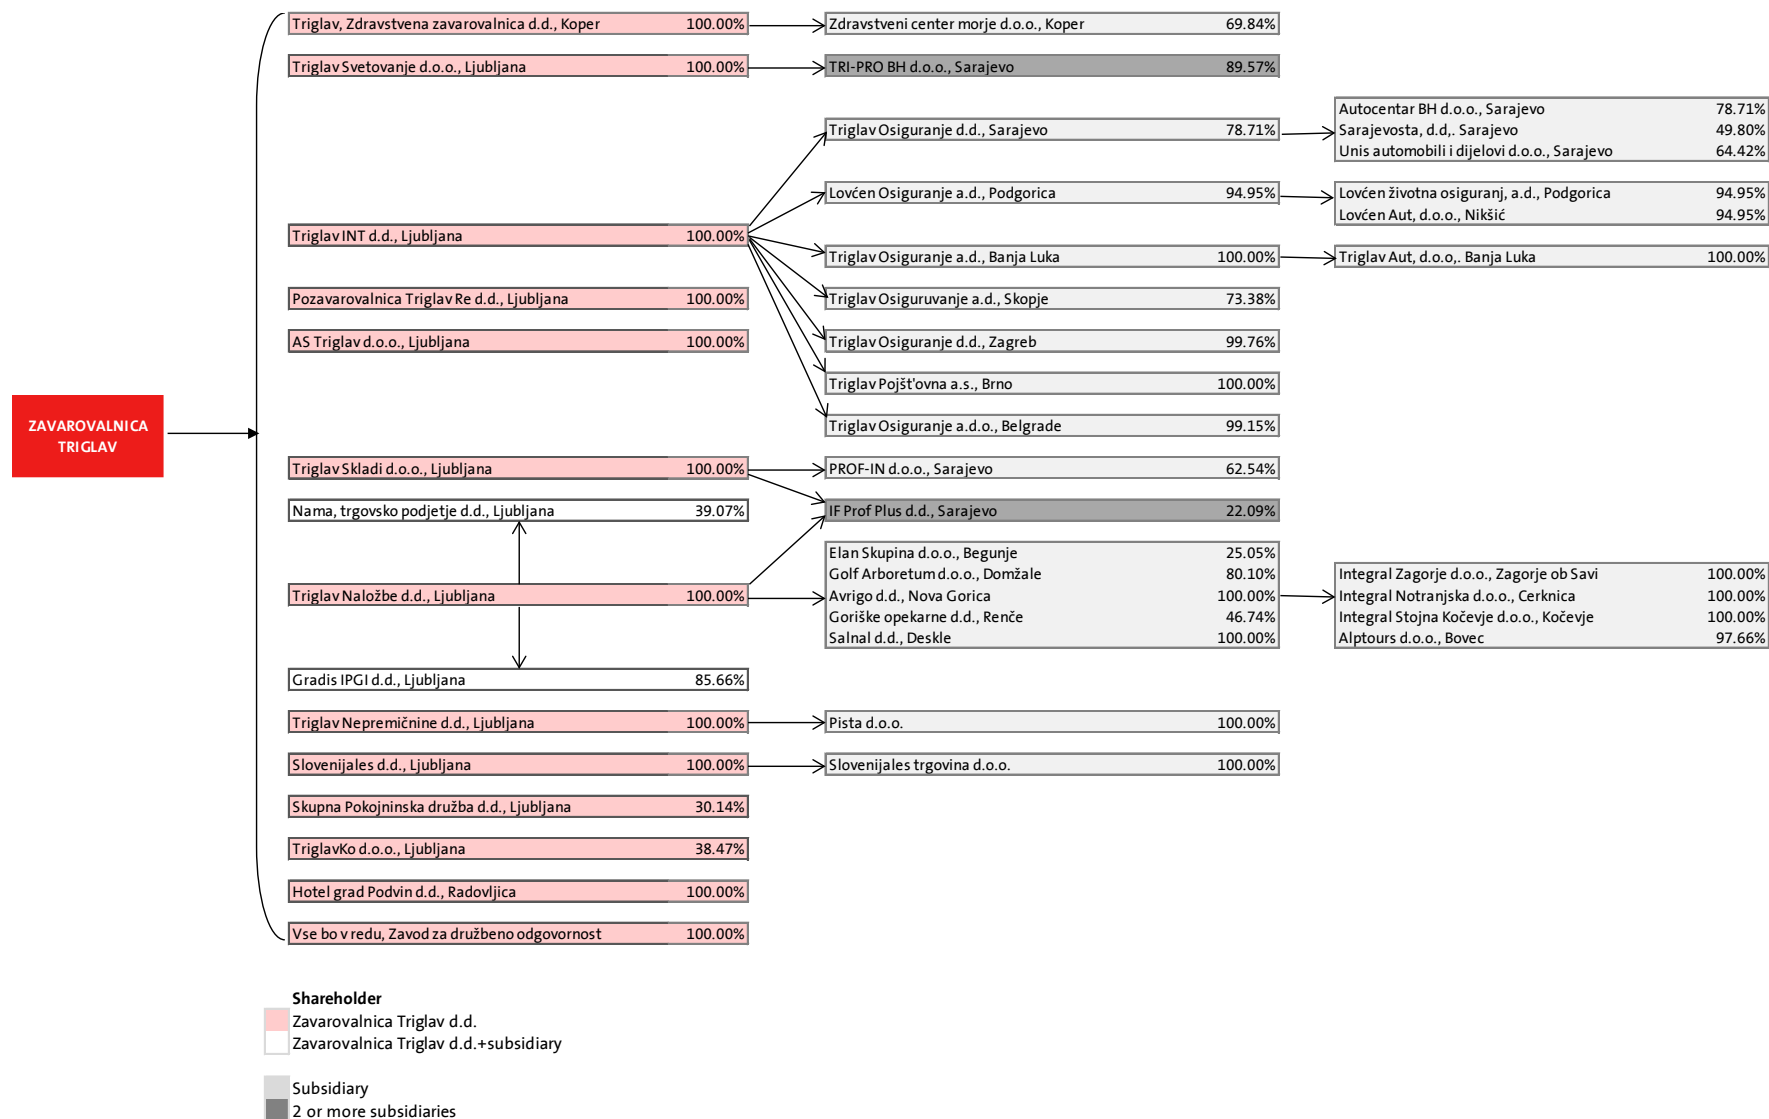 ZAVAROVALNICA
TRIGLAV
Triglav, Zdravstvena zavarovalnica d.d., Koper 100.00%
Zdravstveni center morje d.o.o., Koper 69.84%
Triglav Svetovanje d.o.o., Ljubljana 100.00%
TRI-PRO BH d.o.o., Sarajevo 89.57%
Triglav INT d.d., Ljubljana 100.00%
Triglav Osiguranje d.d., Sarajevo 78.71%
Autocentar BH d.o.o., Sarajevo 78.71%
Sarajevosta, d.d,. Sarajevo 49.80%
Unis automobili i dijelovi d.o.o., Sarajevo 64.42%
Lovćen Osiguranje a.d., Podgorica 94.95%
Lovćen životna osiguranj, a.d., Podgorica 94.95%
Lovćen Aut, d.o.o., Nikšić 94.95%
Triglav Osiguranje a.d., Banja Luka 100.00%
Triglav Aut, d.o.o,. Banja Luka 100.00%
Triglav Osiguruvanje a.d., Skopje 73.38%
Triglav Osiguranje d.d., Zagreb 99.76%
Triglav Pojšt'ovna a.s., Brno 100.00%
Triglav Osiguranje a.d.o., Belgrade 99.15%
Pozavarovalnica Triglav Re d.d., Ljubljana 100.00%
AS Triglav d.o.o., Ljubljana 100.00%
Triglav Skladi d.o.o., Ljubljana 100.00%
PROF-IN d.o.o., Sarajevo 62.54%
Nama, trgovsko podjetje d.d., Ljubljana 39.07%
IF Prof Plus d.d., Sarajevo 22.09%
Triglav Naložbe d.d., Ljubljana 100.00%
Elan Skupina d.o.o., Begunje 25.05%
Golf Arboretum d.o.o., Domžale 80.10%
Avrigo d.d., Nova Gorica 100.00%
Goriške opekarne d.d., Renče 46.74%
Salnal d.d., Deskle 100.00%
Integral Zagorje d.o.o., Zagorje ob Savi 100.00%
Integral Notranjska d.o.o., Cerknica 100.00%
Integral Stojna Kočevje d.o.o., Kočevje 100.00%
Alptours d.o.o., Bovec 97.66%
Gradis IPGI d.d., Ljubljana 85.66%
Triglav Nepremičnine d.d., Ljubljana 100.00%
Pista d.o.o. 100.00%
Slovenijales d.d., Ljubljana 100.00%
Slovenijales trgovina d.o.o. 100.00%
Skupna Pokojninska družba d.d., Ljubljana 30.14%
TriglavKo d.o.o., Ljubljana 38.47%
Hotel grad Podvin d.d., Radovljica 100.00%
Vse bo v redu, Zavod za družbeno odgovornost 100.00%
Shareholder
Zavarovalnica Triglav d.d.
Zavarovalnica Triglav d.d.+subsidiary
Subsidiary
2 or more subsidiaries